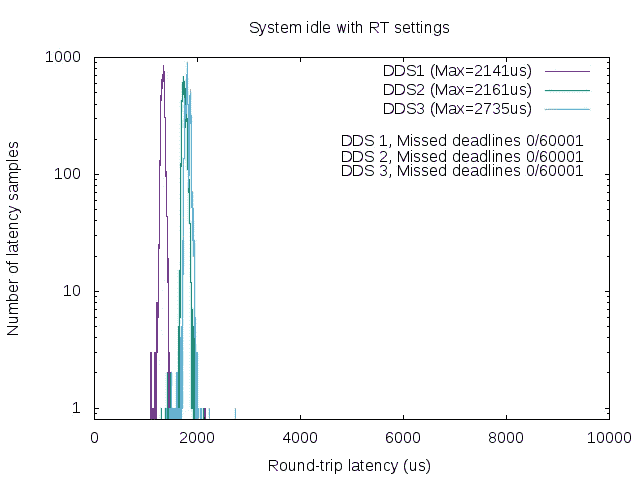 System idle with RT settings
DDS1 (Max=2141us)
DDS2 (Max=2161us)
DDS3 (Max=2735us)
DDS 1, Missed deadlines 0/60001
DDS 2, Missed deadlines 0/60001
DDS 3, Missed deadlines 0/60001
Number of latency samples
1000
100
10
1
0 2000 4000 6000 8000 10000
Round-trip latency (us)